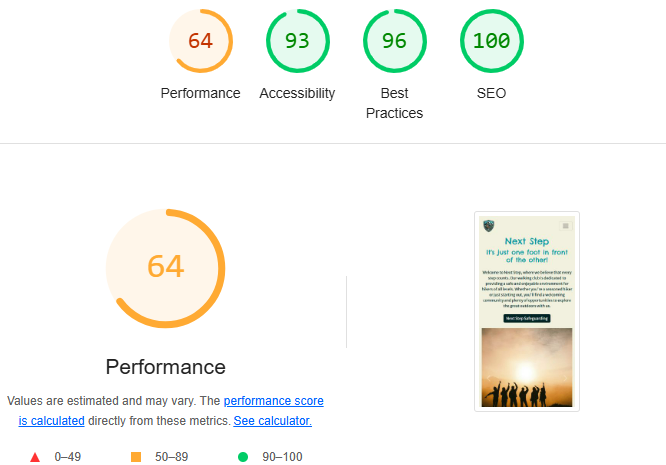 64
93
96
100
Performance
Accessibility
Best
Practices
SEO
64
Performance
Values are estimated and may vary. The performance score
is calculated directly from these metrics. See calculator.
0–49
50–89
90–100
Next Step
It's just one foot in front
of the other!
Welcome to Next Step, where we believe that every
step counts. Our walking club is dedicated to
providing a safe and enjoyable environment for
hikers of all levels. Whether you're a seasoned hiker
or just starting out, you'll find a welcoming
community and plenty of opportunities to explore
the great outdoors with us.
Next Step Safeguarding